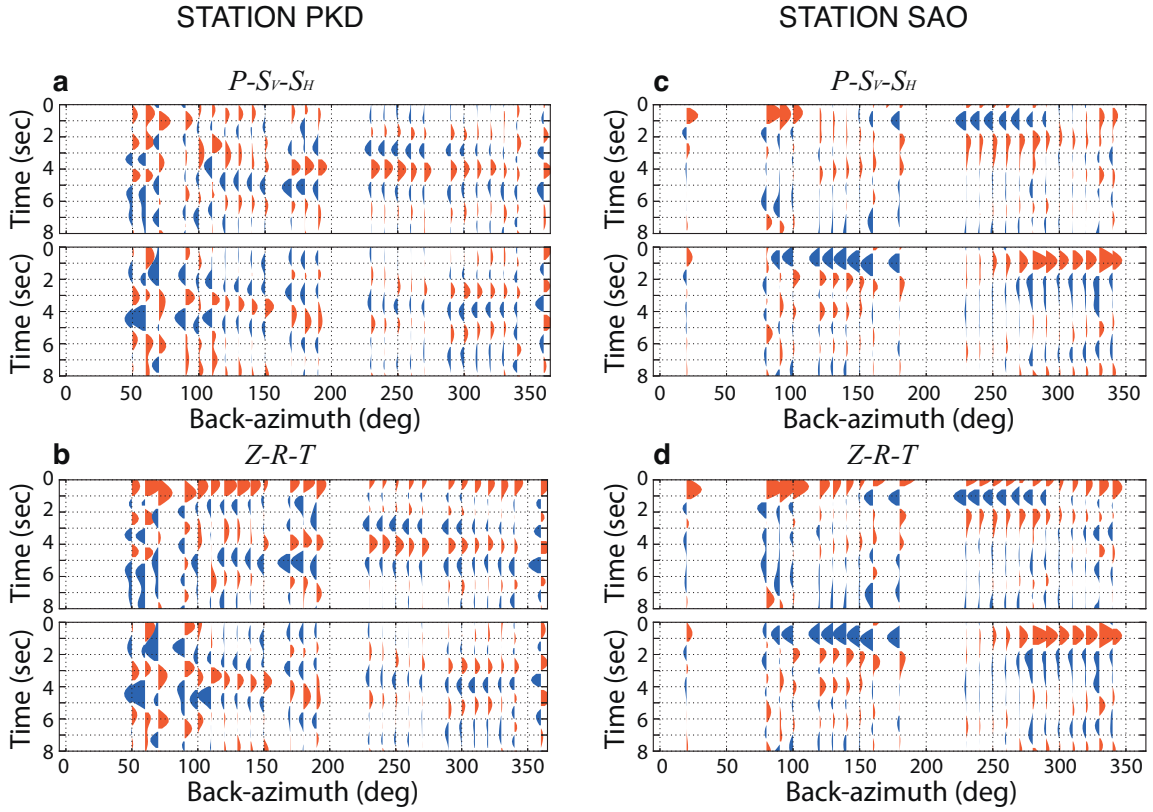 STATION PKD
STATION SAO
a
P-SV-SH
0
2
4
6
8
Time (sec)
0
2
4
6
8
Time (sec)
0 50 100 150 200 250 300 350
Back-azimuth (deg)
b
Z-R-T
0
2
4
6
8
Time (sec)
0
2
4
6
8
Time (sec)
0 50 100 150 200 250 300 350
Back-azimuth (deg)
c
P-SV-SH
0
2
4
6
8
Time (sec)
0
2
4
6
8
Time (sec)
0 50 100 150 200 250 300 350
Back-azimuth (deg)
d
Z-R-T
0
2
4
6
8
Time (sec)
0
2
4
6
8
Time (sec)
0 50 100 150 200 250 300 350
Back-azimuth (deg)